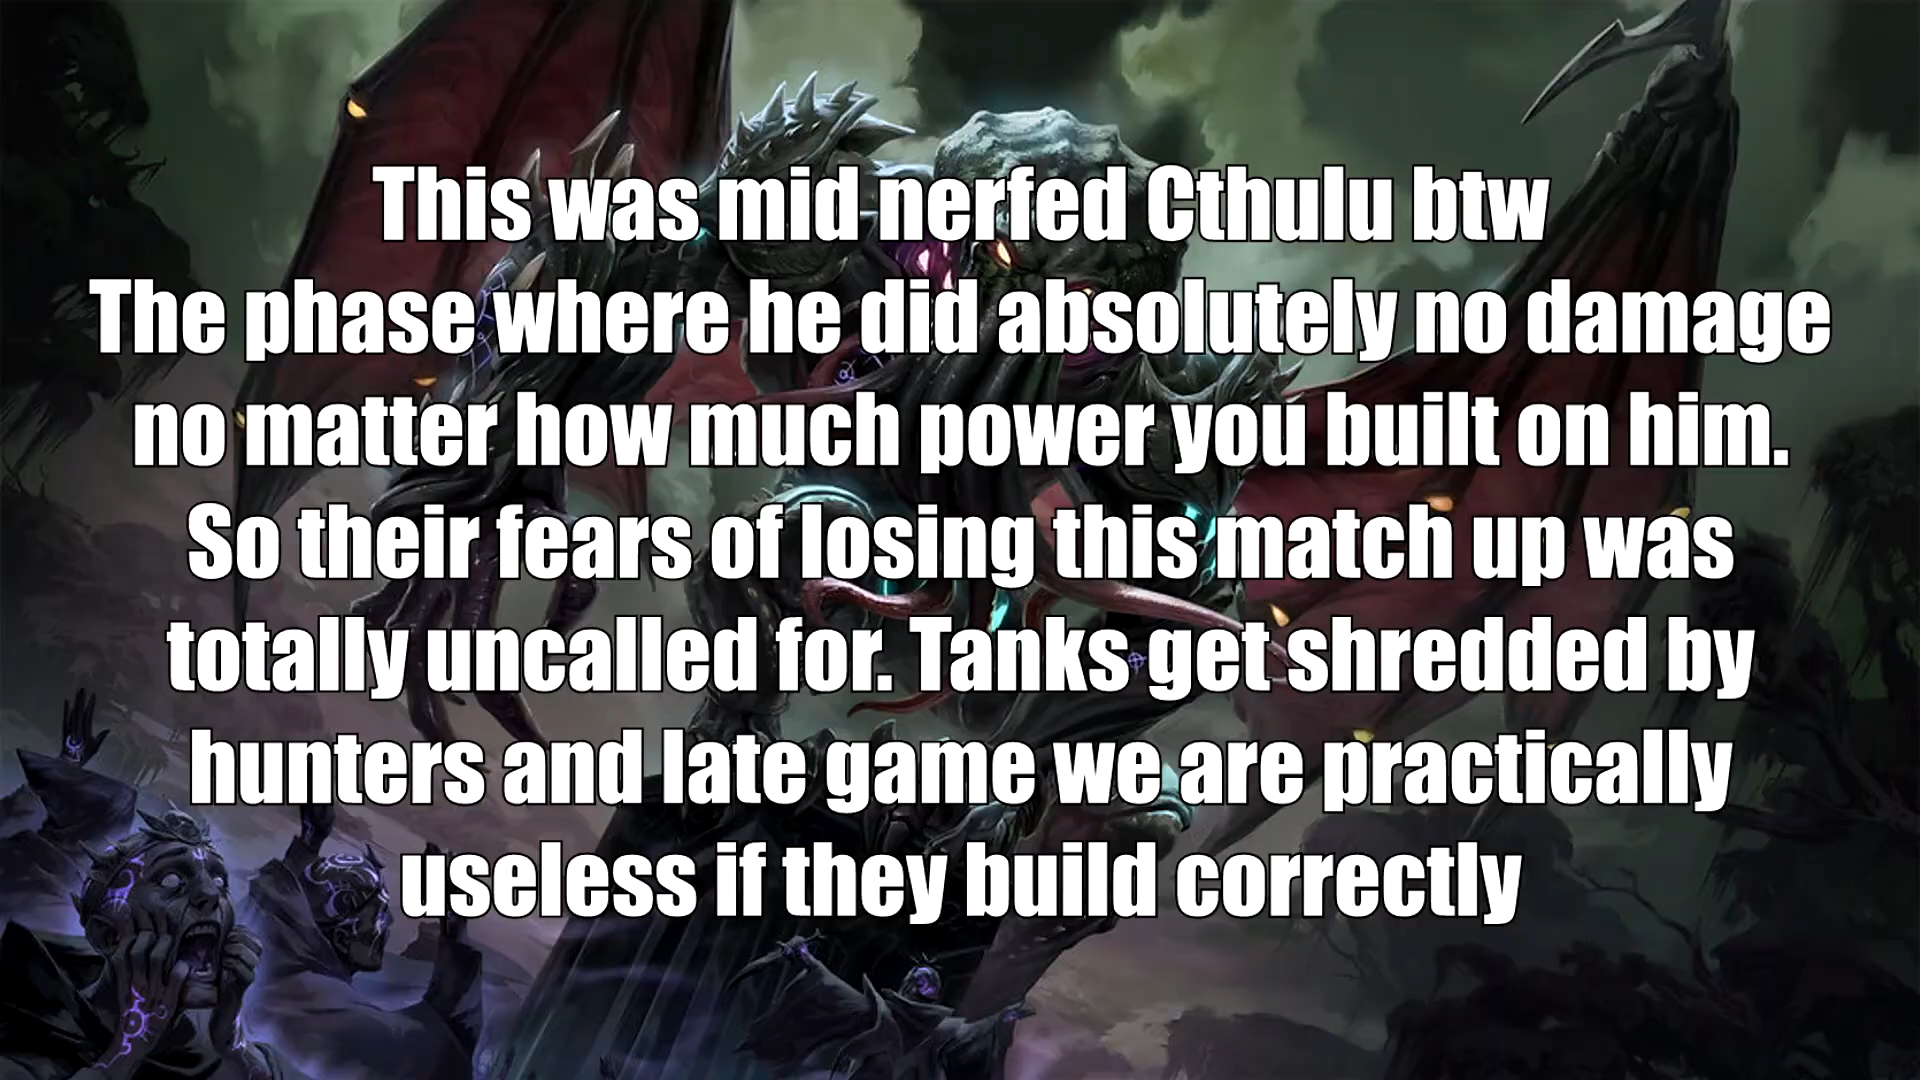 This was mid nerfed Cthulu btw
The phase where he did absolutely no damage
no matter how much power you built on him.
So their fears of losing this match up was
totally uncalled for. Tanks get shredded by
hunters and late game we are practically
useless if they build correctly